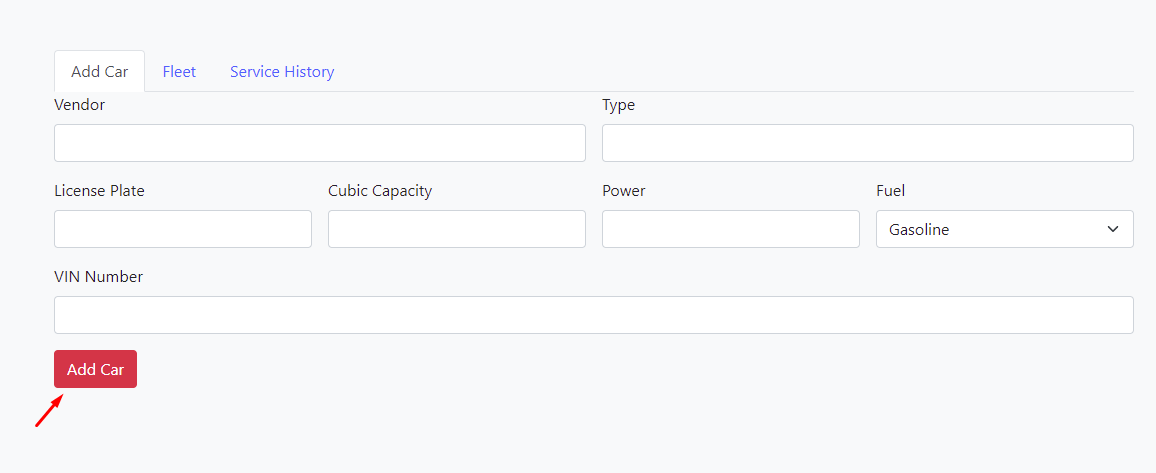 Add Car Fleet Service History
Vendor Type
License Plate Cubic Capacity Power Fuel
Gasoline
VIN Number
Add Car